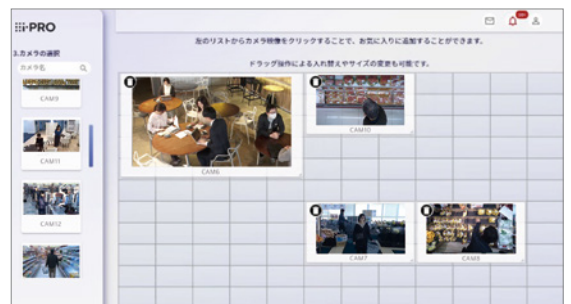 i-PRO
左のリストからカメラ映像をクリックすることで、お気に入りに追加することができます。
ドラッグ操作による入れ替えやサイズの変更も可能です。
3.カメラの選択
カメラ名
CAM9
CAM11
CAM12
CAM6
CAM10
CAM7
CAM8